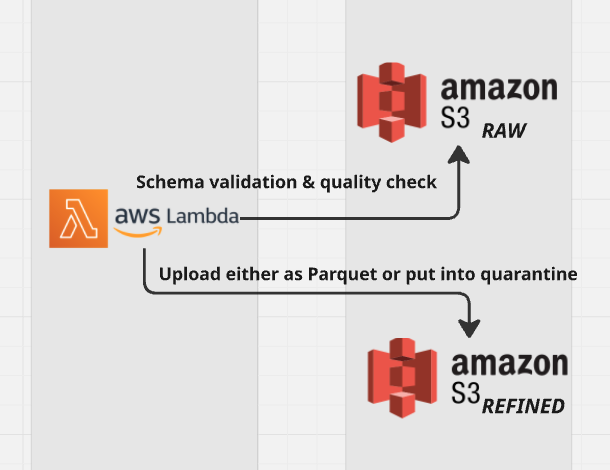 amazon
S3 RAW
Schema validation & quality check
aws Lambda
Upload either as Parquet or put into quarantine
amazon
S3 REFINED